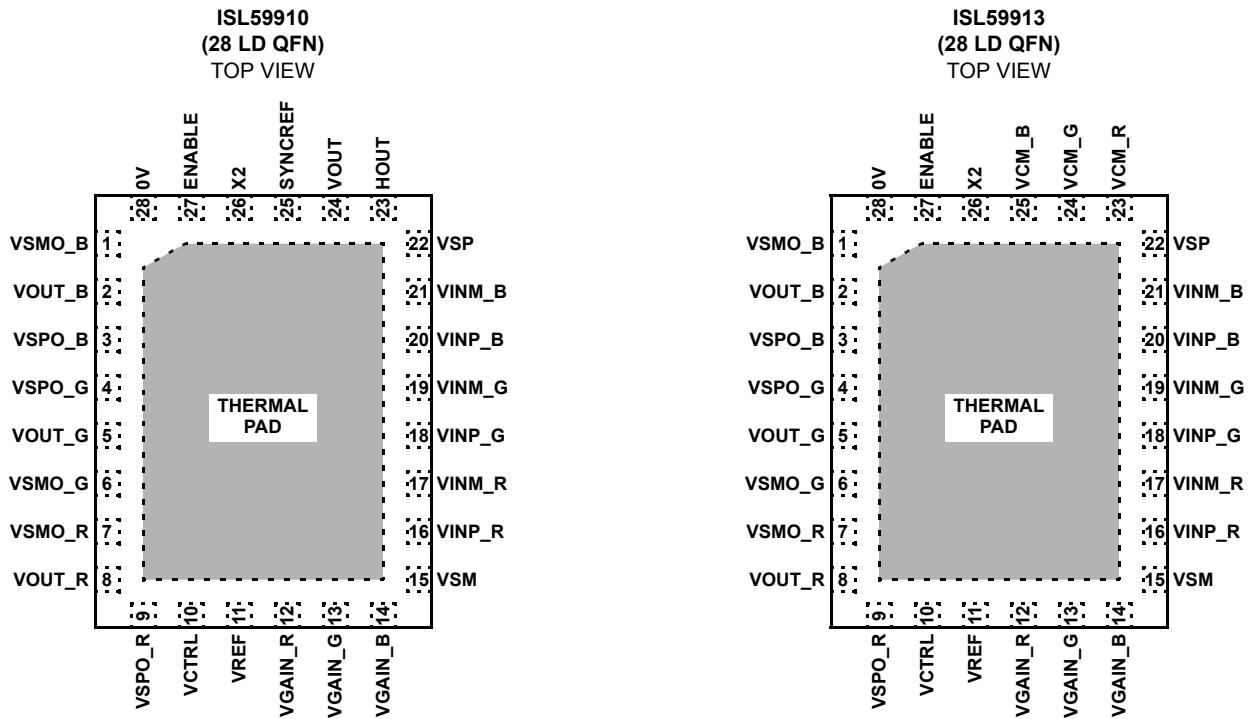 ISL59910
(28 LD QFN)
TOP VIEW
28 0V
27 ENABLE
26 X2
25 SYNCREF
24 VOUT
23 HOUT
VSMO_B 1
VOUT_B 2
VSPO_B 3
VSPO_G 4
VOUT_G 5
VSMO_G 6
VSMO_R 7
VOUT_R 8
THERMAL
PAD
22 VSP
21 VINM_B
20 VINP_B
19 VINM_G
18 VINP_G
17 VINM_R
16 VINP_R
15 VSM
VSPO_R 9
VCTRL 10
VREF 11
VGAIN_R 12
VGAIN_G 13
VGAIN_B 14
ISL59913
(28 LD QFN)
TOP VIEW
28 0V
27 ENABLE
26 X2
25 VCM_B
24 VCM_G
23 VCM_R
VSMO_B 1
VOUT_B 2
VSPO_B 3
VSPO_G 4
VOUT_G 5
VSMO_G 6
VSMO_R 7
VOUT_R 8
THERMAL
PAD
22 VSP
21 VINM_B
20 VINP_B
19 VINM_G
18 VINP_G
17 VINM_R
16 VINP_R
15 VSM
VSPO_R 9
VCTRL 10
VREF 11
VGAIN_R 12
VGAIN_G 13
VGAIN_B 14